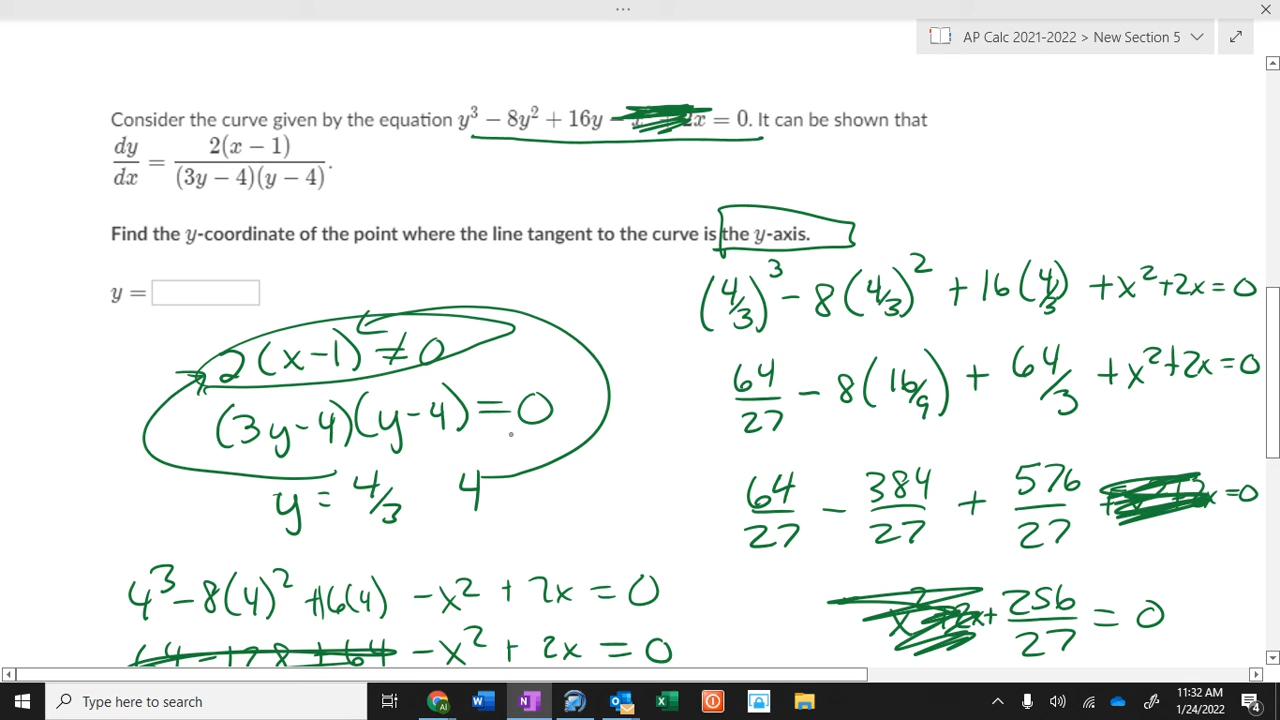 AP Calc 2021-2022 > New Section 5
Consider the curve given by the equation y³ − 8y² + 16y − 2x = 0. It can be shown that
dy/dx = 2(x − 1)/((3y − 4)(y − 4)).
Find the y-coordinate of the point where the line tangent to the curve is the y-axis.
y =
2(x-1) ≠ 0
(3y-4)(y-4) = 0
y = 4/3 4
4³ - 8(4)² + 16(4) - x² + 2x = 0
64 - 128 + 64 - x² + 2x = 0
(4/3)³ - 8(4/3)² + 16(4/3) + x² + 2x = 0
64/27 - 8(16/9) + 64/3 + x² + 2x = 0
64/27 - 384/27 + 576/27 = 0
+ 256/27 = 0
Type here to search
11:32 AM
1/24/2022
4